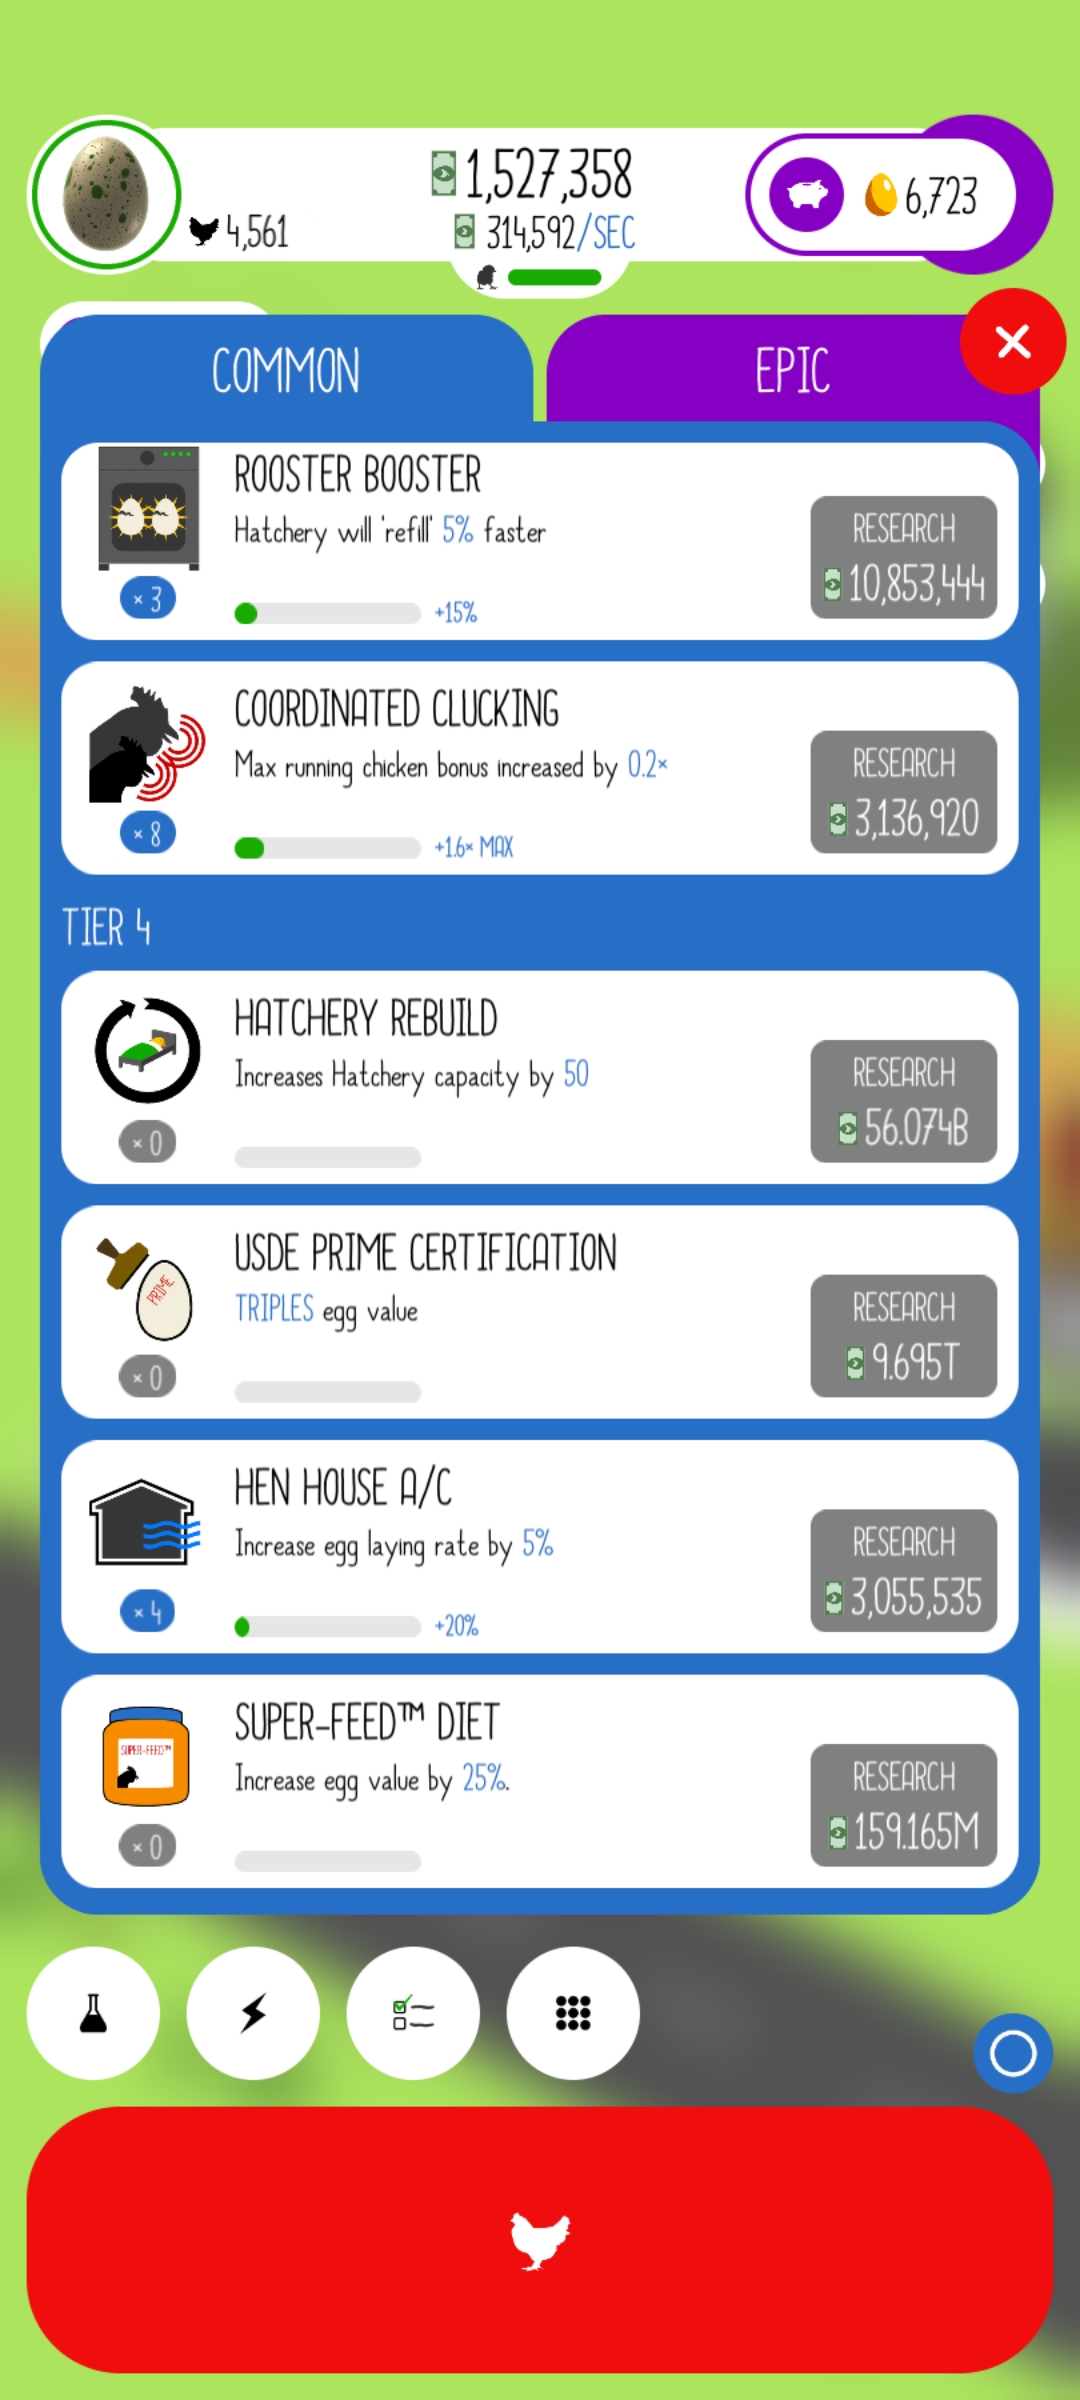 1,527,358
4,561
314,592/SEC
6,723
COMMON
EPIC
ROOSTER BOOSTER
Hatchery will 'refill' 5% faster
× 3
+15%
RESEARCH
10,853,444
COORDINATED CLUCKING
Max running chicken bonus increased by 0.2×
× 8
+1.6× MAX
RESEARCH
3,136,920
TIER 4
HATCHERY REBUILD
Increases Hatchery capacity by 50
× 0
RESEARCH
56.074B
USDE PRIME CERTIFICATION
TRIPLES egg value
PRIME
× 0
RESEARCH
9.695T
HEN HOUSE A/C
Increase egg laying rate by 5%
× 4
+20%
RESEARCH
3,055,535
SUPER-FEED™ DIET
Increase egg value by 25%.
SUPER-FEED™
× 0
RESEARCH
159.165M